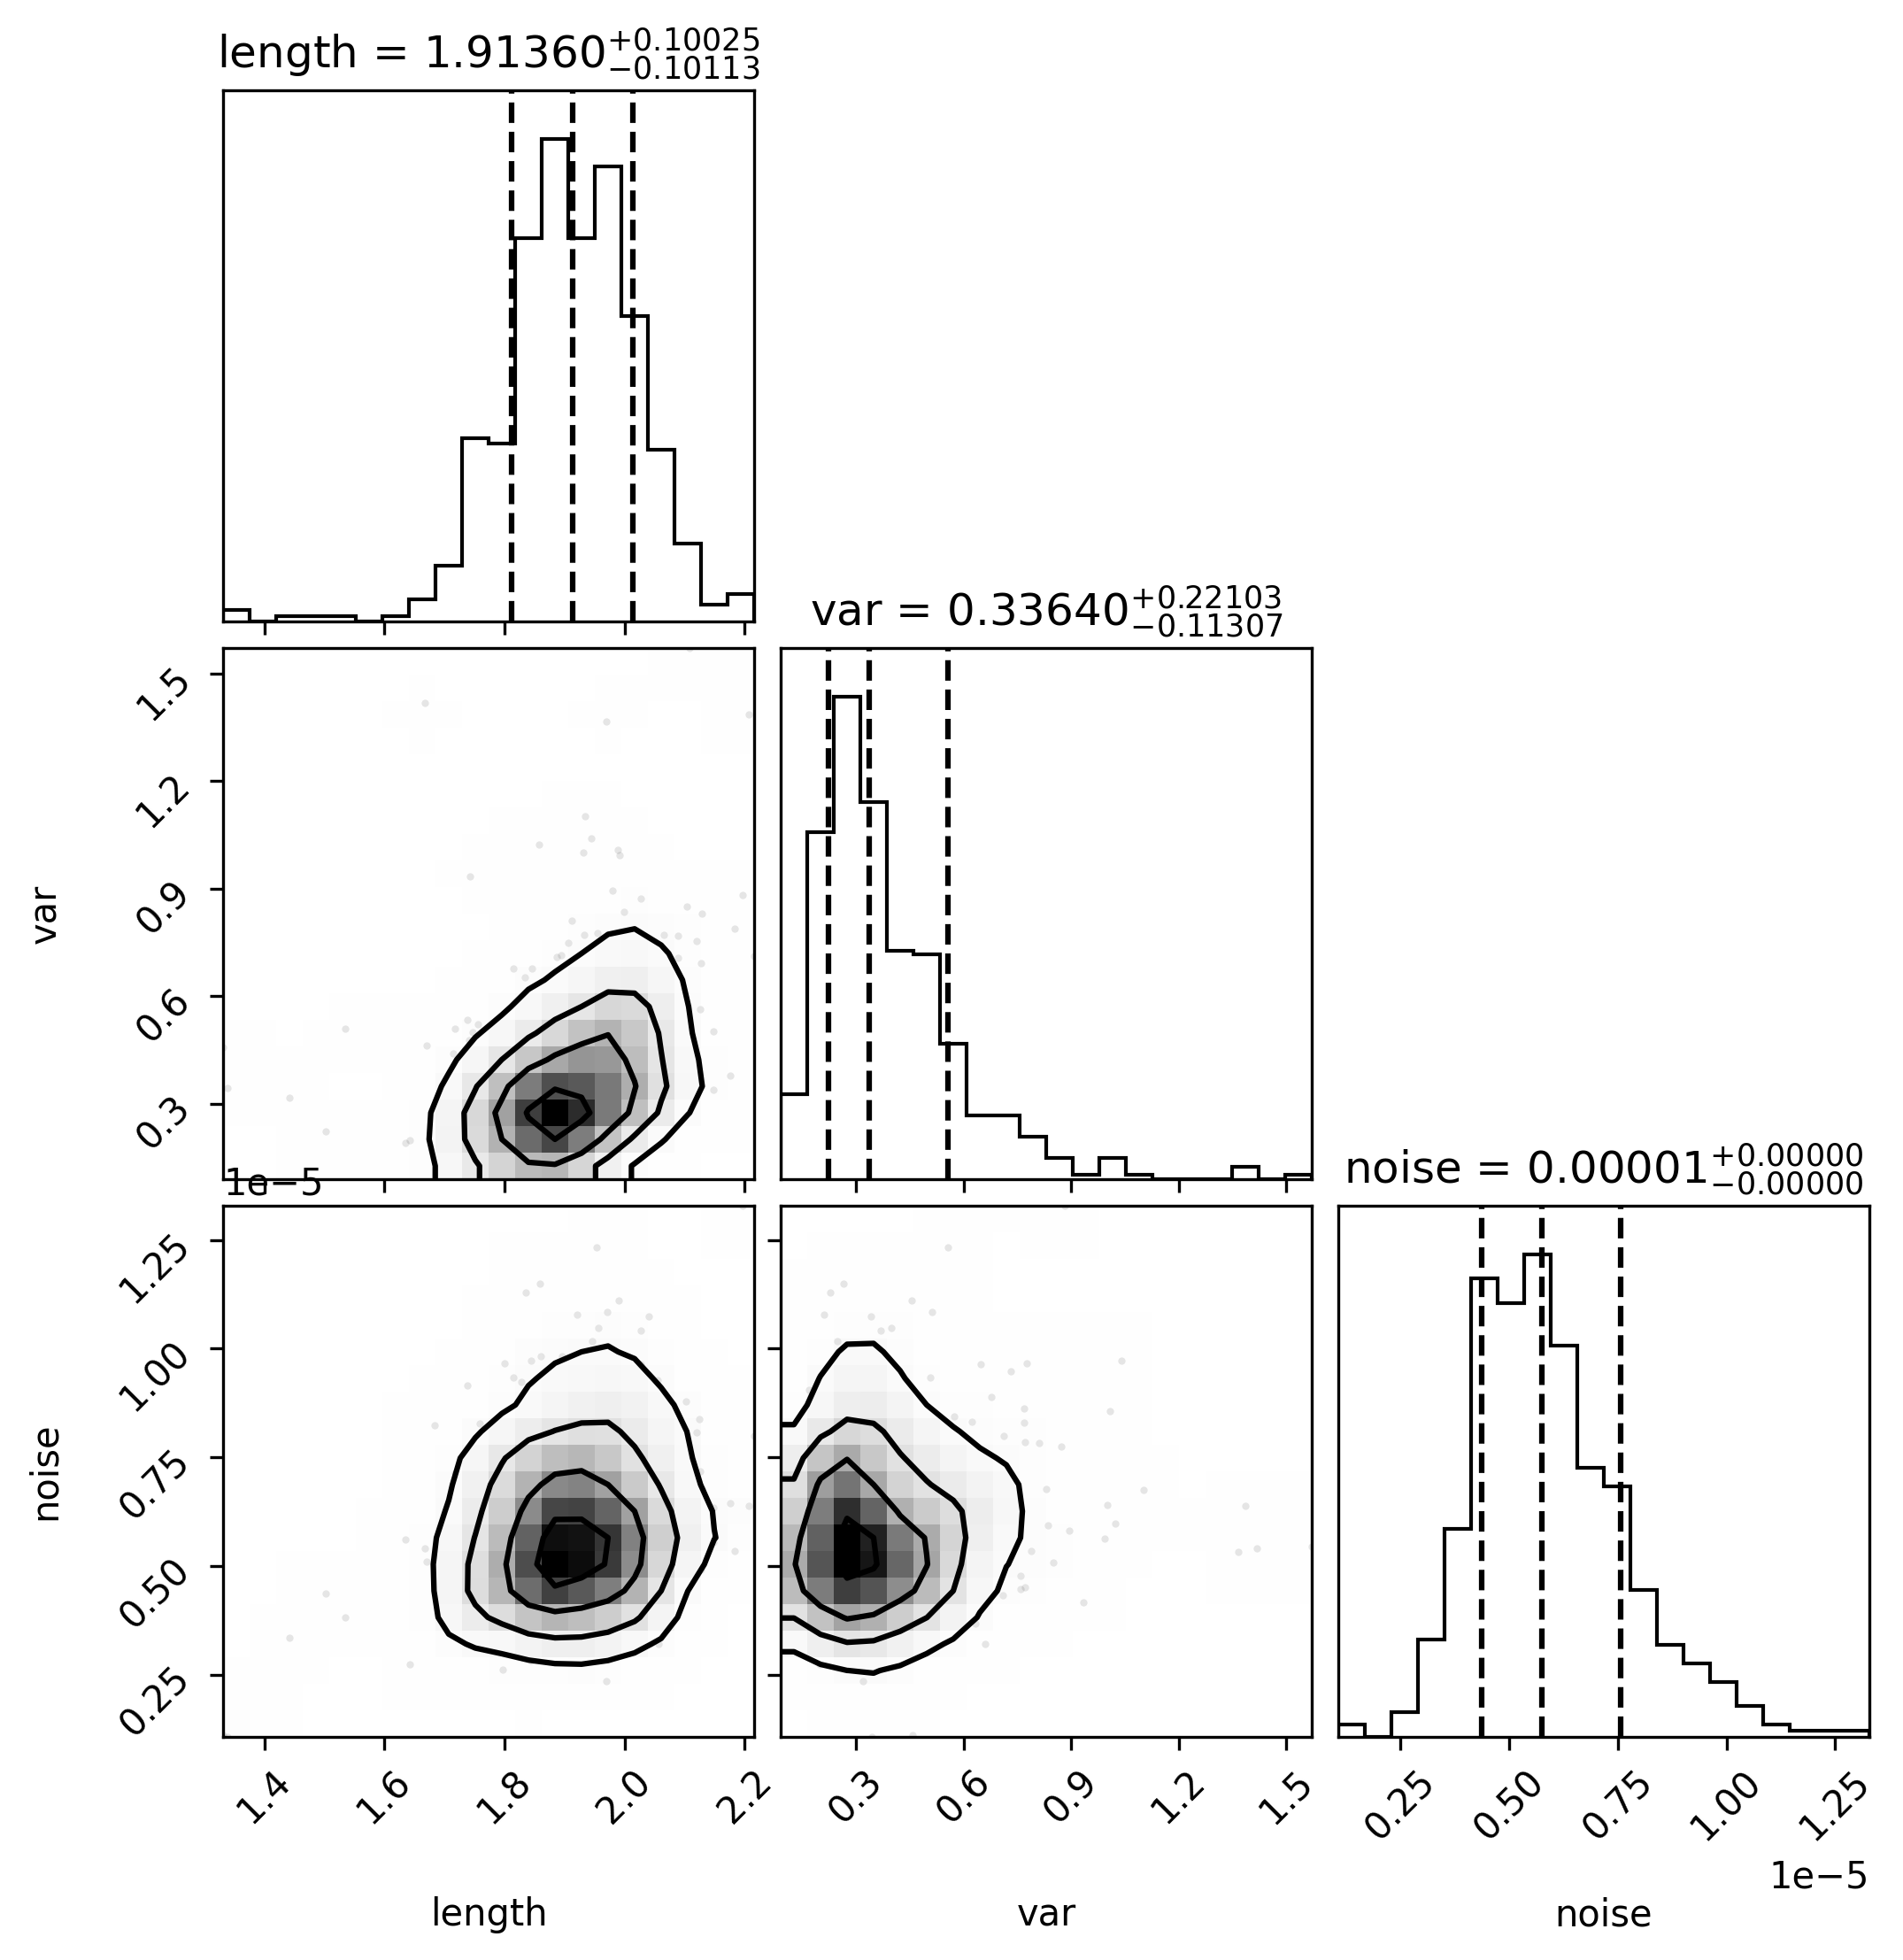 length = 1.91360 +0.10025 −0.10113
var = 0.33640 +0.22103 −0.11307
1.5
1.2
0.9
0.6
0.3
var
noise = 0.00001 +0.00000 −0.00000
1e−5
1.25
1.00
0.75
0.50
0.25
noise
1.4 1.6 1.8 2.0 2.2 0.3 0.6 0.9 1.2 1.5 0.25 0.50 0.75 1.00 1.25
1e−5
length var noise